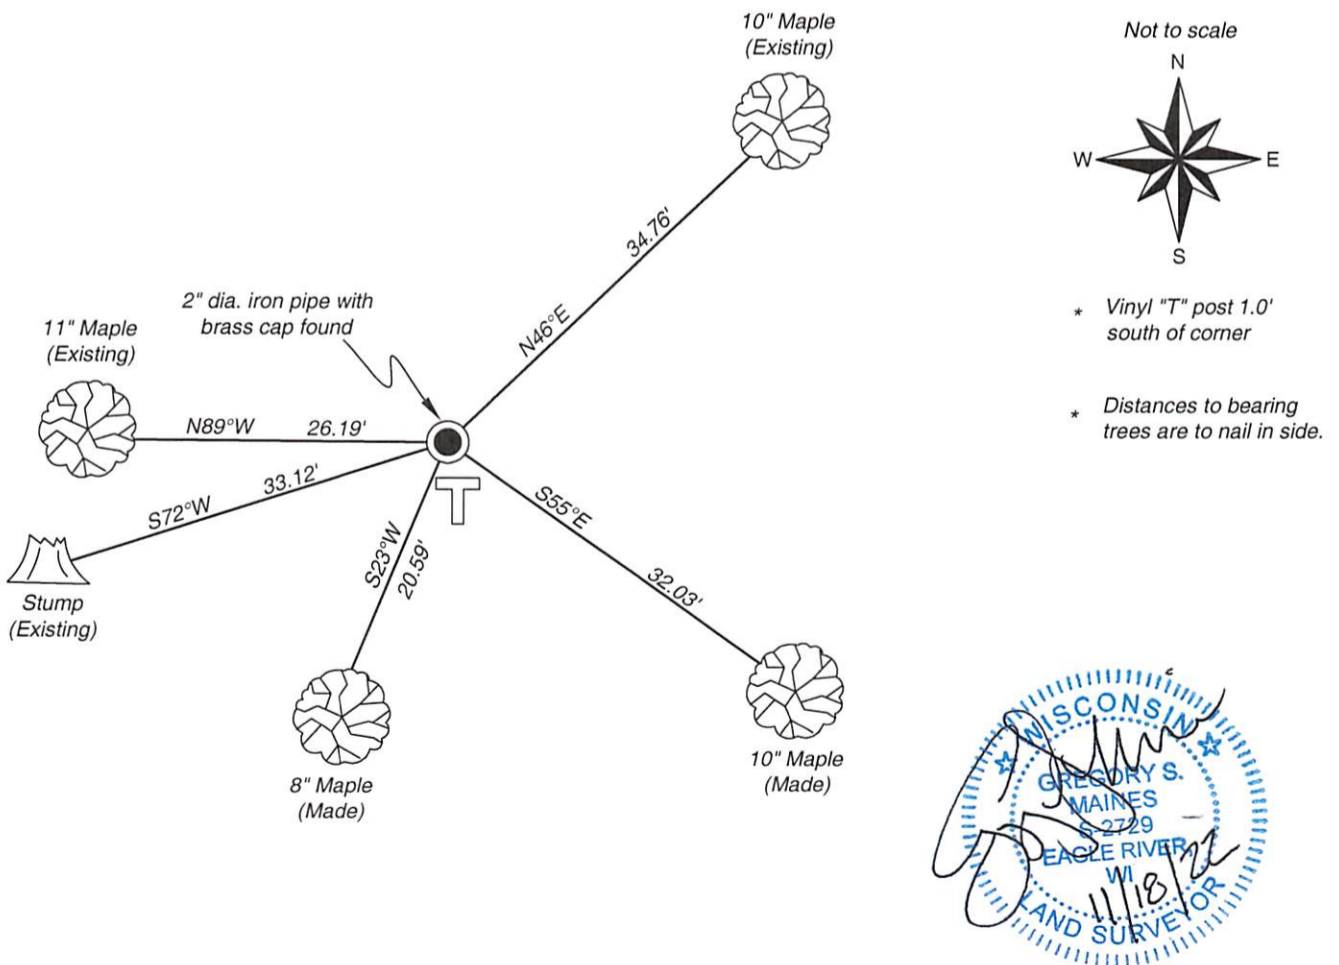 10" Maple
(Existing)
Not to scale
N
W
E
S
34.76'
N46°E
2" dia. iron pipe with
brass cap found
* Vinyl "T" post 1.0'
south of corner
11" Maple
(Existing)
* Distances to bearing
trees are to nail in side.
N89°W 26.19'
S72°W 33.12'
T
S55°E
32.03'
S23°W
20.59'
Stump
(Existing)
8" Maple
(Made)
10" Maple
(Made)
WISCONSIN
GREGORY S.
MAINES
S-2729
EAGLE RIVER,
WI
11/18/22
LAND SURVEYOR